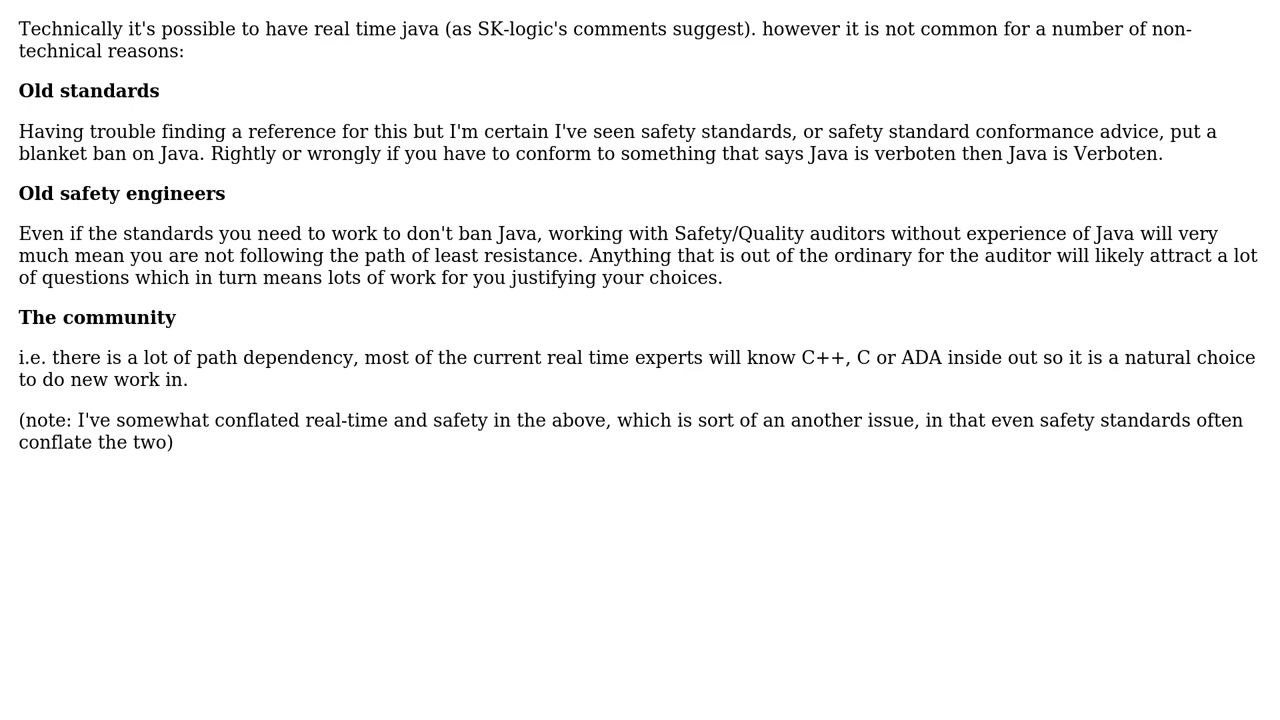 Technically it's possible to have real time java (as SK-logic's comments suggest). however it is not common for a number of non-
technical reasons:
Old standards
Having trouble finding a reference for this but I'm certain I've seen safety standards, or safety standard conformance advice, put a
blanket ban on Java. Rightly or wrongly if you have to conform to something that says Java is verboten then Java is Verboten.
Old safety engineers
Even if the standards you need to work to don't ban Java, working with Safety/Quality auditors without experience of Java will very
much mean you are not following the path of least resistance. Anything that is out of the ordinary for the auditor will likely attract a lot
of questions which in turn means lots of work for you justifying your choices.
The community
i.e. there is a lot of path dependency, most of the current real time experts will know C++, C or ADA inside out so it is a natural choice
to do new work in.
(note: I've somewhat conflated real-time and safety in the above, which is sort of an another issue, in that even safety standards often
conflate the two)